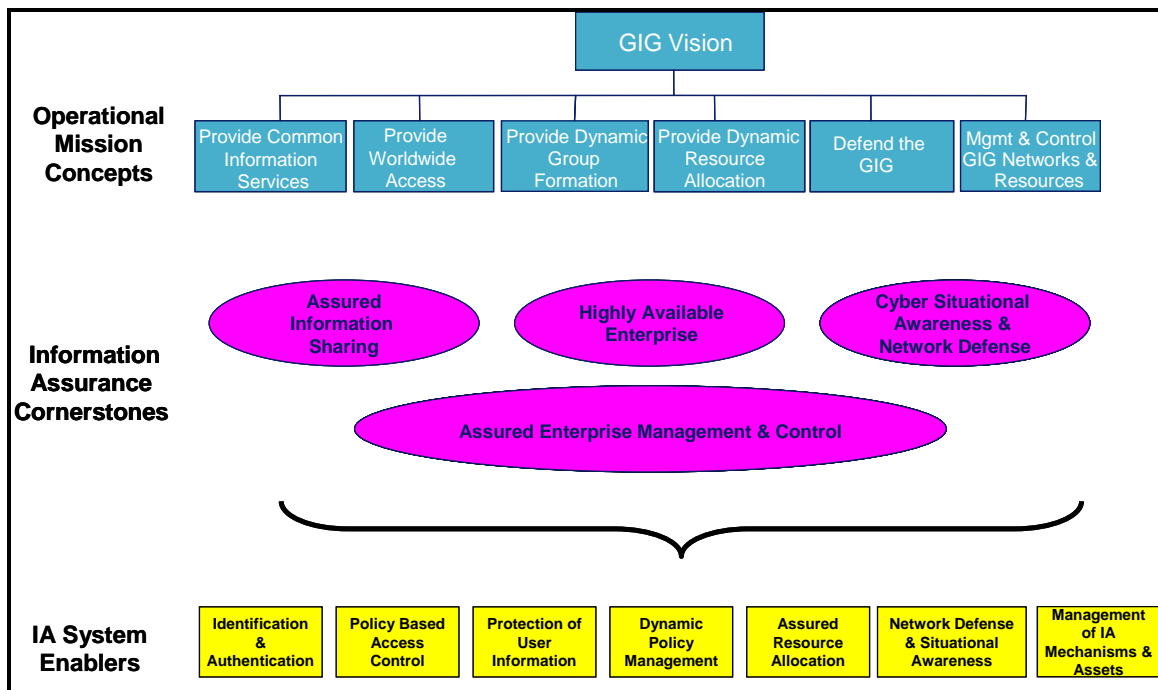 GIG Vision
Operational
Mission
Concepts
Provide Common
Information
Services
Provide
Worldwide
Access
Provide Dynamic
Group
Formation
Provide Dynamic
Resource
Allocation
Defend the
GIG
Mgmt & Control
GIG Networks &
Resources
Information
Assurance
Cornerstones
Assured
Information
Sharing
Highly Available
Enterprise
Cyber Situational
Awareness &
Network Defense
Assured Enterprise Management & Control
IA System
Enablers
Identification
&
Authentication
Policy Based
Access
Control
Protection of
User
Information
Dynamic
Policy
Management
Assured
Resource
Allocation
Network Defense
& Situational
Awareness
Management
of IA
Mechanisms &
Assets